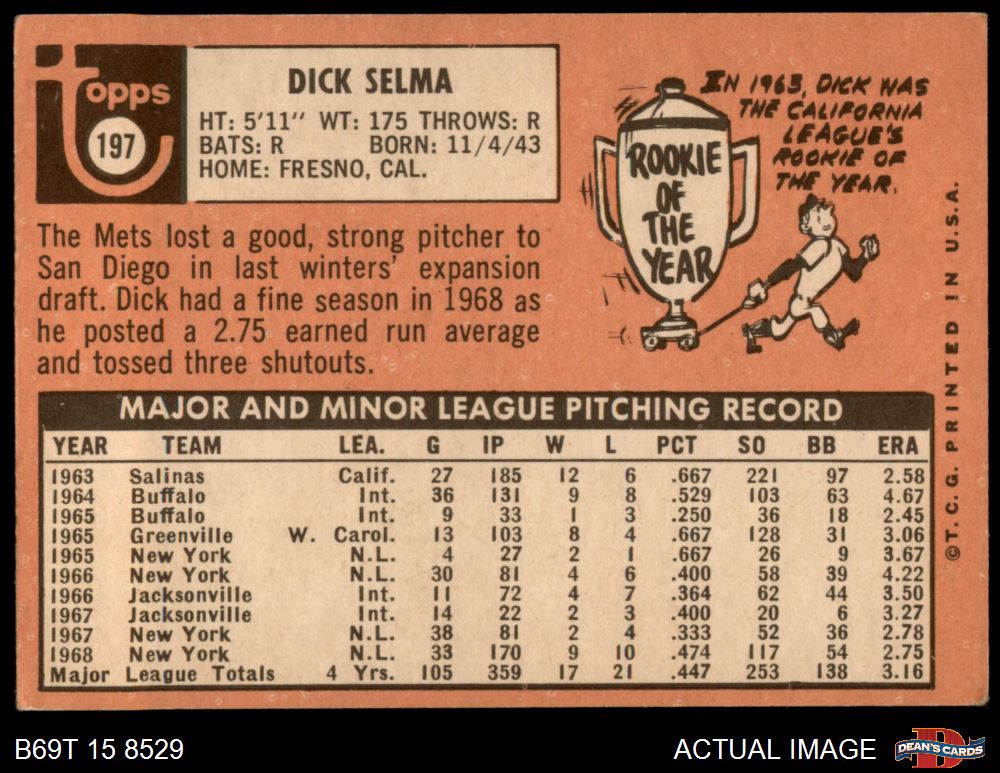 topps
197
DICK SELMA
HT: 5'11" WT: 175 THROWS: R
BATS: R BORN: 11/4/43
HOME: FRESNO, CAL.
The Mets lost a good, strong pitcher to
San Diego in last winters' expansion
draft. Dick had a fine season in 1968 as
he posted a 2.75 earned run average
and tossed three shutouts.
IN 1963, DICK WAS
THE CALIFORNIA
LEAGUE'S
ROOKIE OF
THE YEAR.
ROOKIE
OF
THE
YEAR
MAJOR AND MINOR LEAGUE PITCHING RECORD
YEAR TEAM LEA. G IP W L PCT SO BB ERA
1963 Salinas Calif. 27 185 12 6 .667 221 97 2.58
1964 Buffalo Int. 36 131 9 8 .529 103 63 4.67
1965 Buffalo Int. 9 33 1 3 .250 36 18 2.45
1965 Greenville W. Carol. 13 103 8 4 .667 128 31 3.06
1965 New York N.L. 4 27 2 1 .667 26 9 3.67
1966 New York N.L. 30 81 4 6 .400 58 39 4.22
1966 Jacksonville Int. 11 72 4 7 .364 62 44 3.50
1967 Jacksonville Int. 14 22 2 3 .400 20 6 3.27
1967 New York N.L. 38 81 2 4 .333 52 36 2.78
1968 New York N.L. 33 170 9 10 .474 117 54 2.75
Major League Totals 4 Yrs. 105 359 17 21 .447 253 138 3.16
©T.C.G. PRINTED IN U.S.A.
B69T 15 8529
ACTUAL IMAGE
D
DEAN'S CARDS